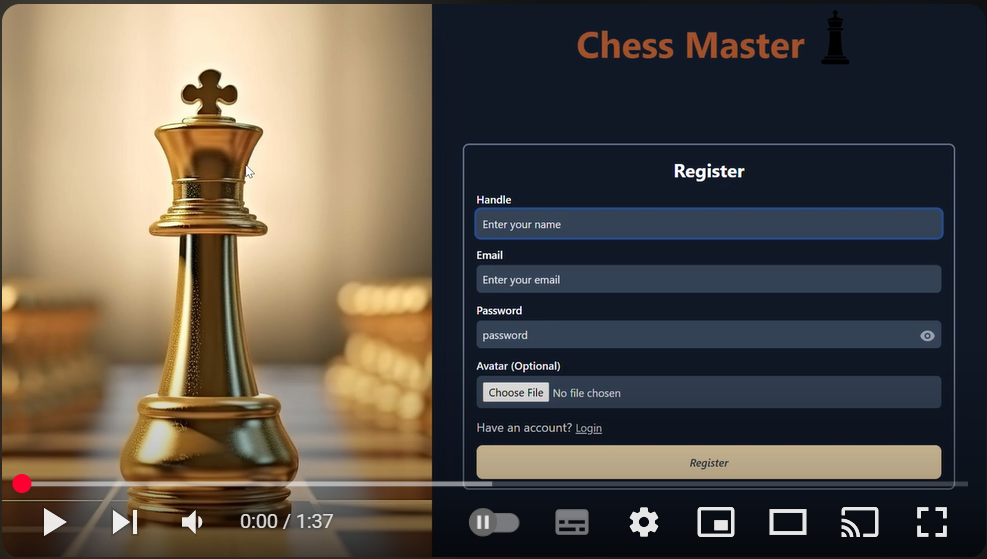 Chess Master
Register
Handle
Enter your name
Email
Enter your email
Password
password
Avatar (Optional)
Choose File No file chosen
Have an account? Login
Register
0:00 / 1:37